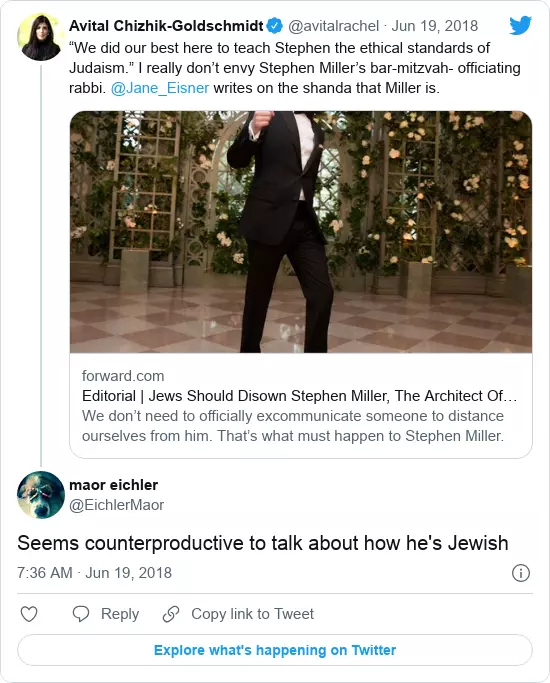 Avital Chizhik-Goldschmidt @avitalrachel · Jun 19, 2018
“We did our best here to teach Stephen the ethical standards of
Judaism.” I really don’t envy Stephen Miller’s bar-mitzvah- officiating
rabbi. @Jane_Eisner writes on the shanda that Miller is.
forward.com
Editorial | Jews Should Disown Stephen Miller, The Architect Of…
We don’t need to officially excommunicate someone to distance
ourselves from him. That’s what must happen to Stephen Miller.
maor eichler
@EichlerMaor
Seems counterproductive to talk about how he's Jewish
7:36 AM · Jun 19, 2018
Reply Copy link to Tweet
Explore what's happening on Twitter